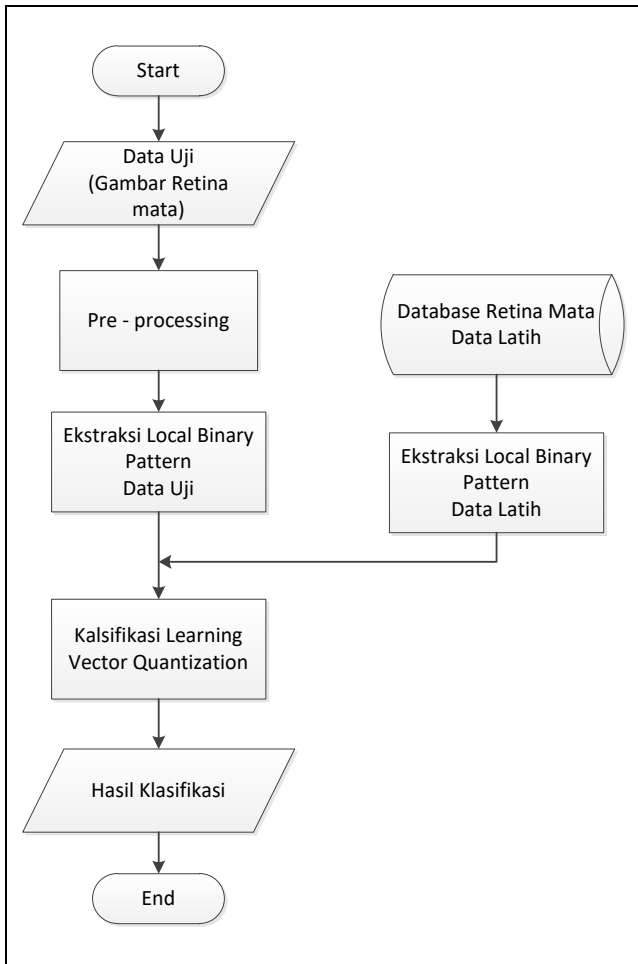 Start
Data Uji
(Gambar Retina
mata)
Pre - processing
Ekstraksi Local Binary
Pattern
Data Uji
Database Retina Mata
Data Latih
Ekstraksi Local Binary
Pattern
Data Latih
Kalsifikasi Learning
Vector Quantization
Hasil Klasifikasi
End